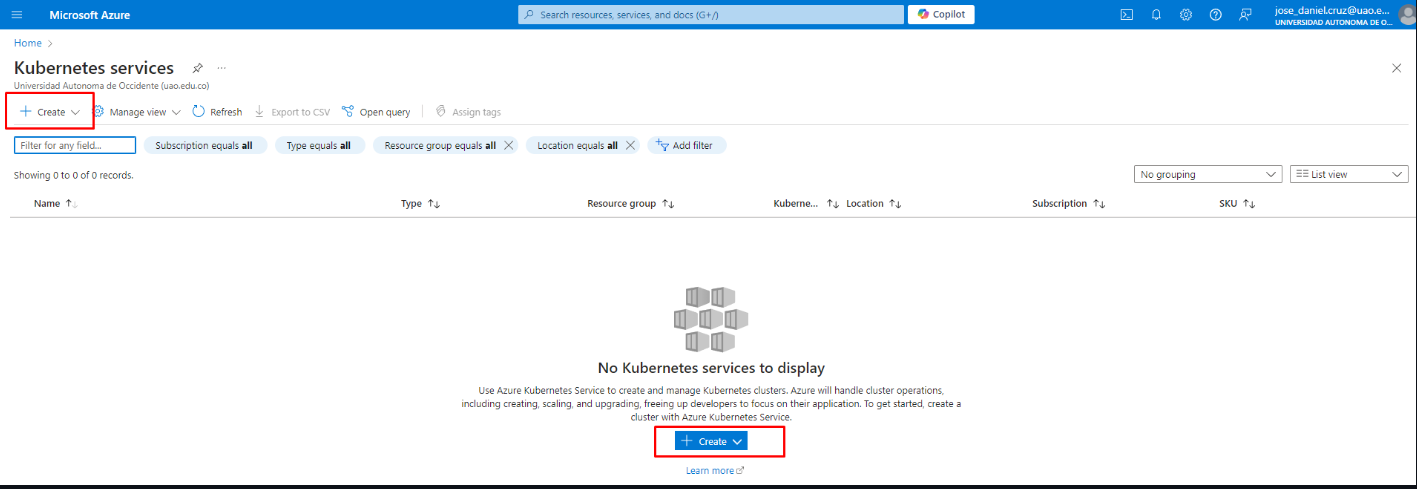 Microsoft Azure
Search resources, services, and docs (G+/)
Copilot
jose_daniel.cruz@uao.e...
UNIVERSIDAD AUTONOMA DE O...
Home
Kubernetes services
...
Universidad Autonoma de Occidente (uao.edu.co)
Create
Manage view
Refresh
Export to CSV
Open query
Assign tags
Filter for any field...
Subscription equals all
Type equals all
Resource group equals all
Location equals all
Add filter
Showing 0 to 0 of 0 records.
No grouping
List view
Name
Type
Resource group
Kuberne...
Location
Subscription
SKU
No Kubernetes services to display
Use Azure Kubernetes Service to create and manage Kubernetes clusters. Azure will handle cluster operations,
including creating, scaling, and upgrading, freeing up developers to focus on their application. To get started, create a
cluster with Azure Kubernetes Service.
Create
Learn more